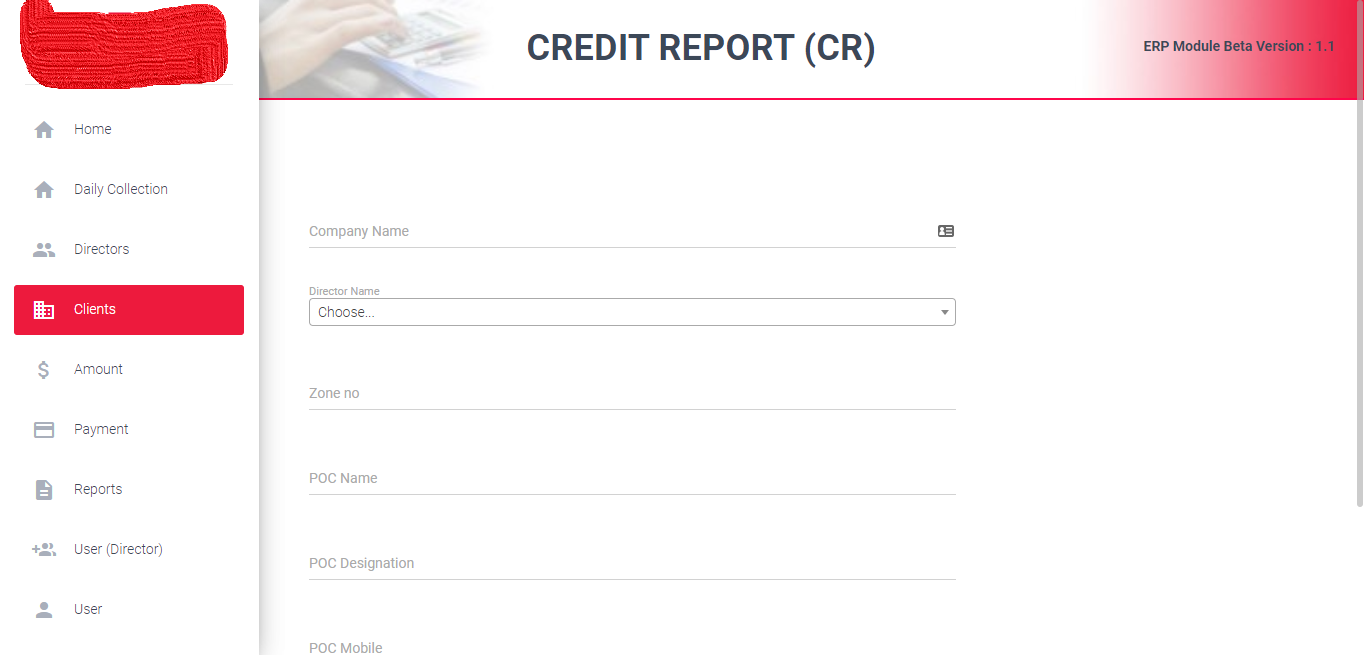 CREDIT REPORT (CR)
ERP Module Beta Version : 1.1
Home
Daily Collection
Directors
Clients
Amount
Payment
Reports
User (Director)
User
Company Name
Director Name
Choose...
Zone no
POC Name
POC Designation
POC Mobile